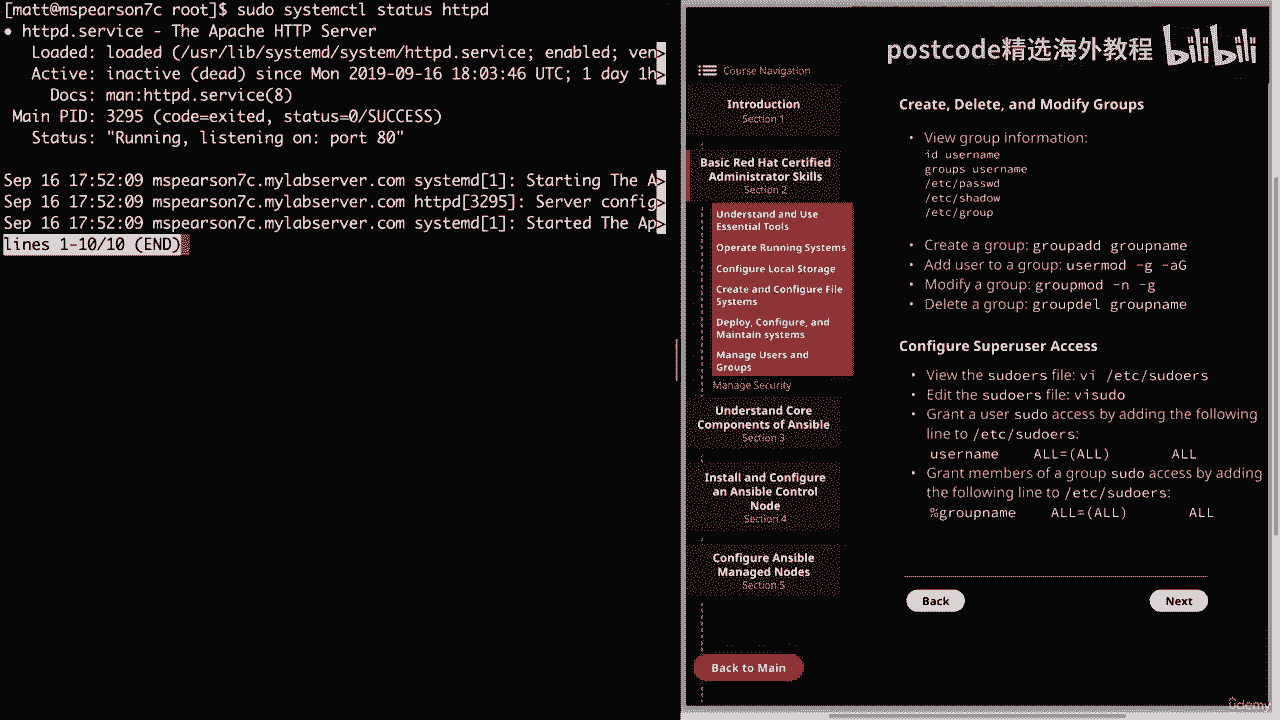 [matt@mspearson7c root]$ sudo systemctl status httpd
● httpd.service - The Apache HTTP Server
Loaded: loaded (/usr/lib/systemd/system/httpd.service; enabled; ven>
Active: inactive (dead) since Mon 2019-09-16 18:03:46 UTC; 1 day 1h>
Docs: man:httpd.service(8)
Main PID: 3295 (code=exited, status=0/SUCCESS)
Status: "Running, listening on: port 80"
Sep 16 17:52:09 mspearson7c.mylabserver.com systemd[1]: Starting The A>
Sep 16 17:52:09 mspearson7c.mylabserver.com httpd[3295]: Server config>
Sep 16 17:52:09 mspearson7c.mylabserver.com systemd[1]: Started The Ap>
lines 1-10/10 (END)
postcode精选海外教程 bilibili
Course Navigation
Introduction
Section 1
Basic Red Hat Certified
Administrator Skills
Section 2
Understand and Use
Essential Tools
Operate Running Systems
Configure Local Storage
Create and Configure File
Systems
Deploy, Configure, and
Maintain systems
Manage Users and
Groups
Manage Security
Understand Core
Components of Ansible
Section 3
Install and Configure
an Ansible Control
Node
Section 4
Configure Ansible
Managed Nodes
Section 5
Back to Main
Create, Delete, and Modify Groups
• View group information:
id username
groups username
/etc/passwd
/etc/shadow
/etc/group
• Create a group: groupadd groupname
• Add user to a group: usermod -g -aG
• Modify a group: groupmod -n -g
• Delete a group: groupdel groupname
Configure Superuser Access
• View the sudoers file: vi /etc/sudoers
• Edit the sudoers file: visudo
• Grant a user sudo access by adding the following
line to /etc/sudoers:
username ALL=(ALL) ALL
• Grant members of a group sudo access by adding
the following line to /etc/sudoers:
%groupname ALL=(ALL) ALL
Back
Next
ûdemy